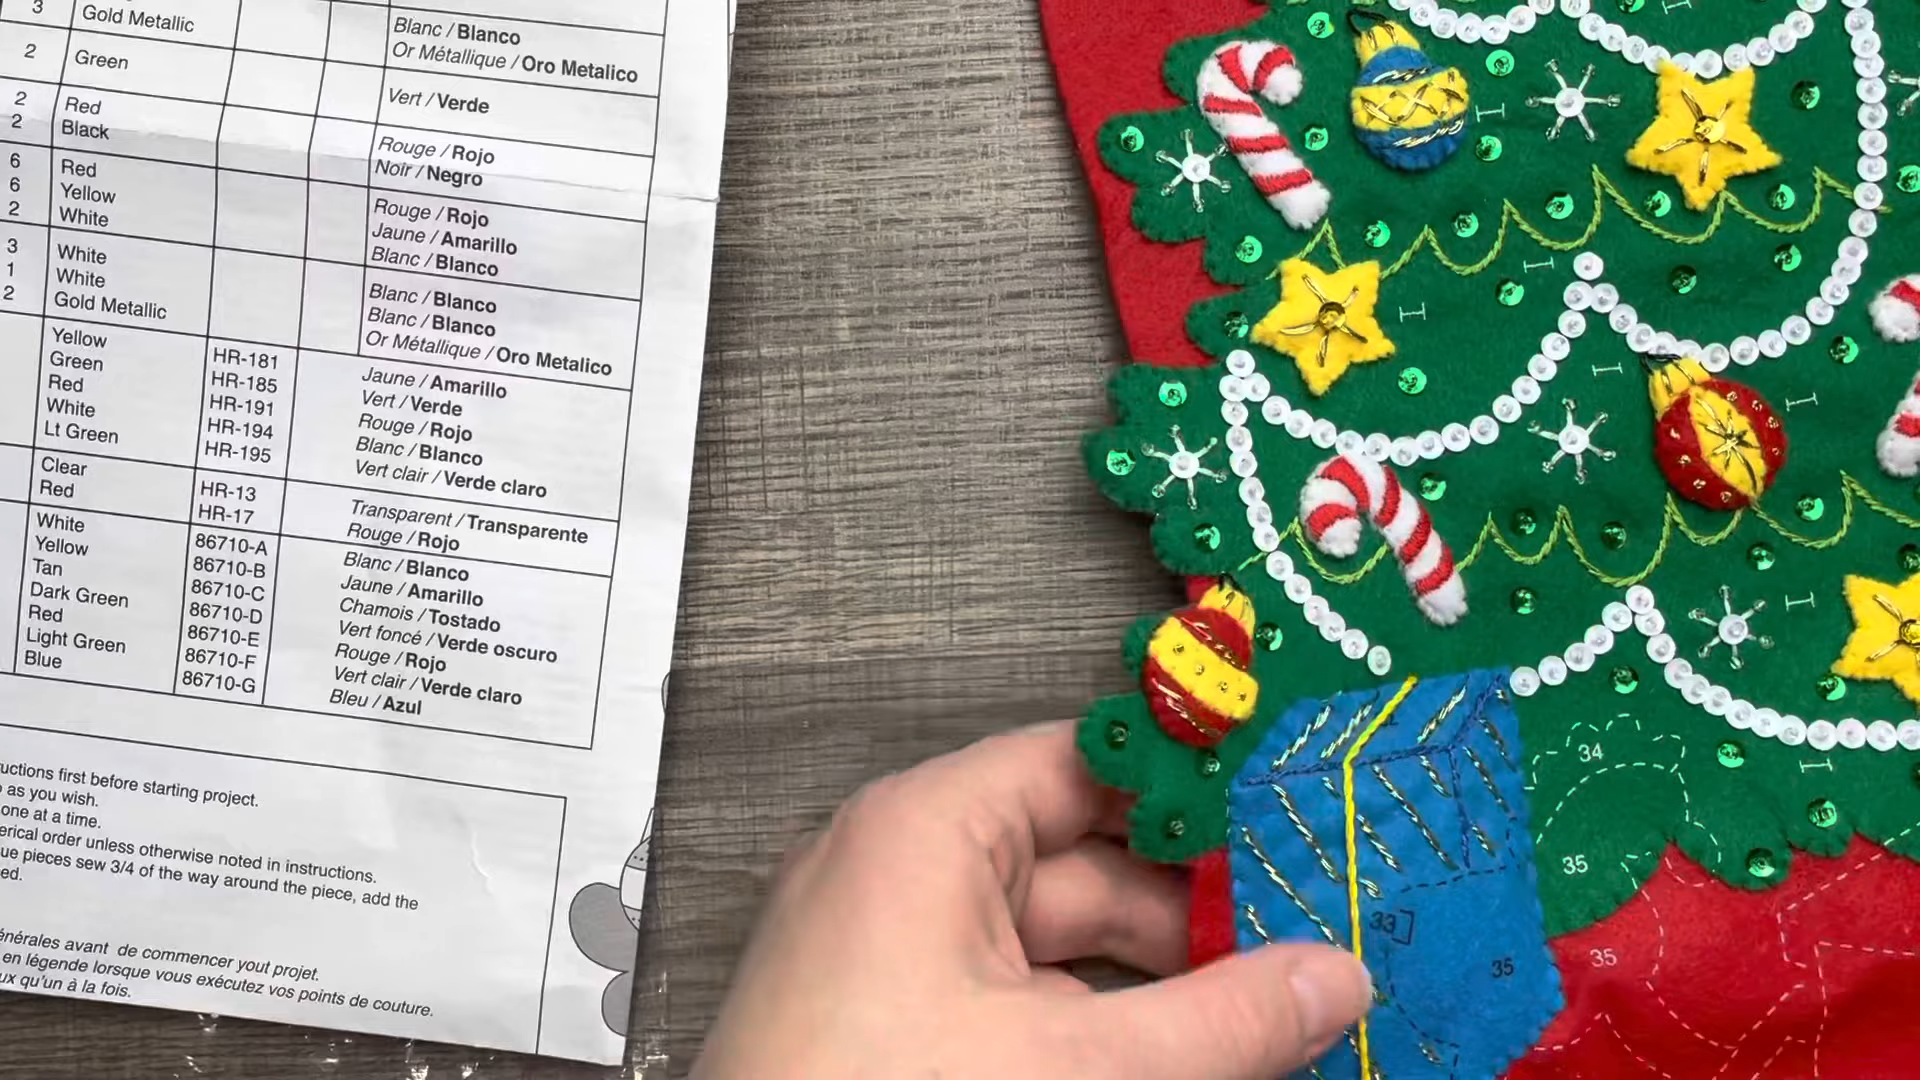 3 Gold Metallic Blanc / Blanco
Or Métallique / Oro Metalico
2 Green Vert / Verde
2 Red Rouge / Rojo
2 Black Noir / Negro
6 Red Rouge / Rojo
6 Yellow Jaune / Amarillo
2 White Blanc / Blanco
3 White Blanc / Blanco
1 White Blanc / Blanco
2 Gold Metallic Or Métallique / Oro Metalico
Yellow HR-181 Jaune / Amarillo
Green HR-185 Vert / Verde
Red HR-191 Rouge / Rojo
White HR-194 Blanc / Blanco
Lt Green HR-195 Vert clair / Verde claro
Clear HR-13 Transparent / Transparente
Red HR-17 Rouge / Rojo
White 86710-A Blanc / Blanco
Yellow 86710-B Jaune / Amarillo
Tan 86710-C Chamois / Tostado
Dark Green 86710-D Vert foncé / Verde oscuro
Red 86710-E Rouge / Rojo
Light Green 86710-F Vert clair / Verde claro
Blue 86710-G Bleu / Azul
uctions first before starting project.
as you wish.
one at a time.
erical order unless otherwise noted in instructions.
ue pieces sew 3/4 of the way around the piece, add the
ed.
énérales avant de commencer yout projet.
en légende lorsque vous exécutez vos points de couture.
ux qu'un à la fois.
34
35
33
35
35